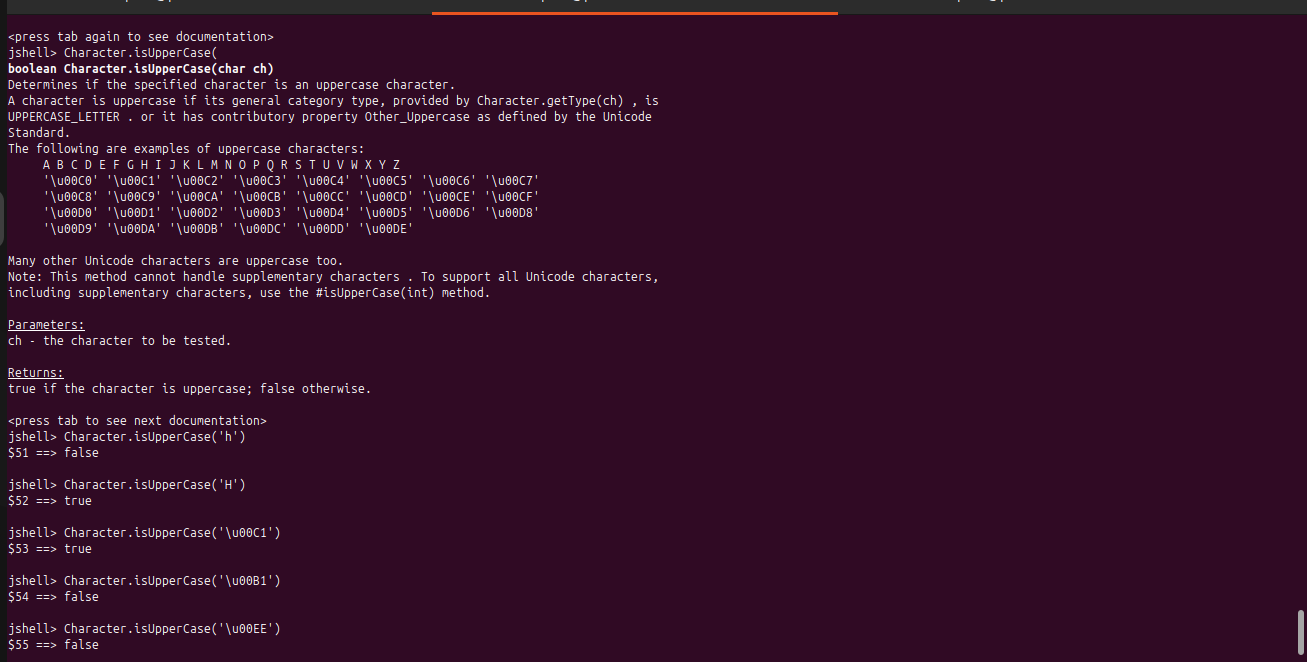 <press tab again to see documentation>
jshell> Character.isUpperCase(
boolean Character.isUpperCase(char ch)
Determines if the specified character is an uppercase character.
A character is uppercase if its general category type, provided by Character.getType(ch) , is
UPPERCASE_LETTER . or it has contributory property Other_Uppercase as defined by the Unicode
Standard.
The following are examples of uppercase characters:
A B C D E F G H I J K L M N O P Q R S T U V W X Y Z
'\u00C0' '\u00C1' '\u00C2' '\u00C3' '\u00C4' '\u00C5' '\u00C6' '\u00C7'
'\u00C8' '\u00C9' '\u00CA' '\u00CB' '\u00CC' '\u00CD' '\u00CE' '\u00CF'
'\u00D0' '\u00D1' '\u00D2' '\u00D3' '\u00D4' '\u00D5' '\u00D6' '\u00D8'
'\u00D9' '\u00DA' '\u00DB' '\u00DC' '\u00DD' '\u00DE'
Many other Unicode characters are uppercase too.
Note: This method cannot handle supplementary characters . To support all Unicode characters,
including supplementary characters, use the #isUpperCase(int) method.
Parameters:
ch - the character to be tested.
Returns:
true if the character is uppercase; false otherwise.
<press tab to see next documentation>
jshell> Character.isUpperCase('h')
$51 ==> false
jshell> Character.isUpperCase('H')
$52 ==> true
jshell> Character.isUpperCase('\u00C1')
$53 ==> true
jshell> Character.isUpperCase('\u00B1')
$54 ==> false
jshell> Character.isUpperCase('\u00EE')
$55 ==> false